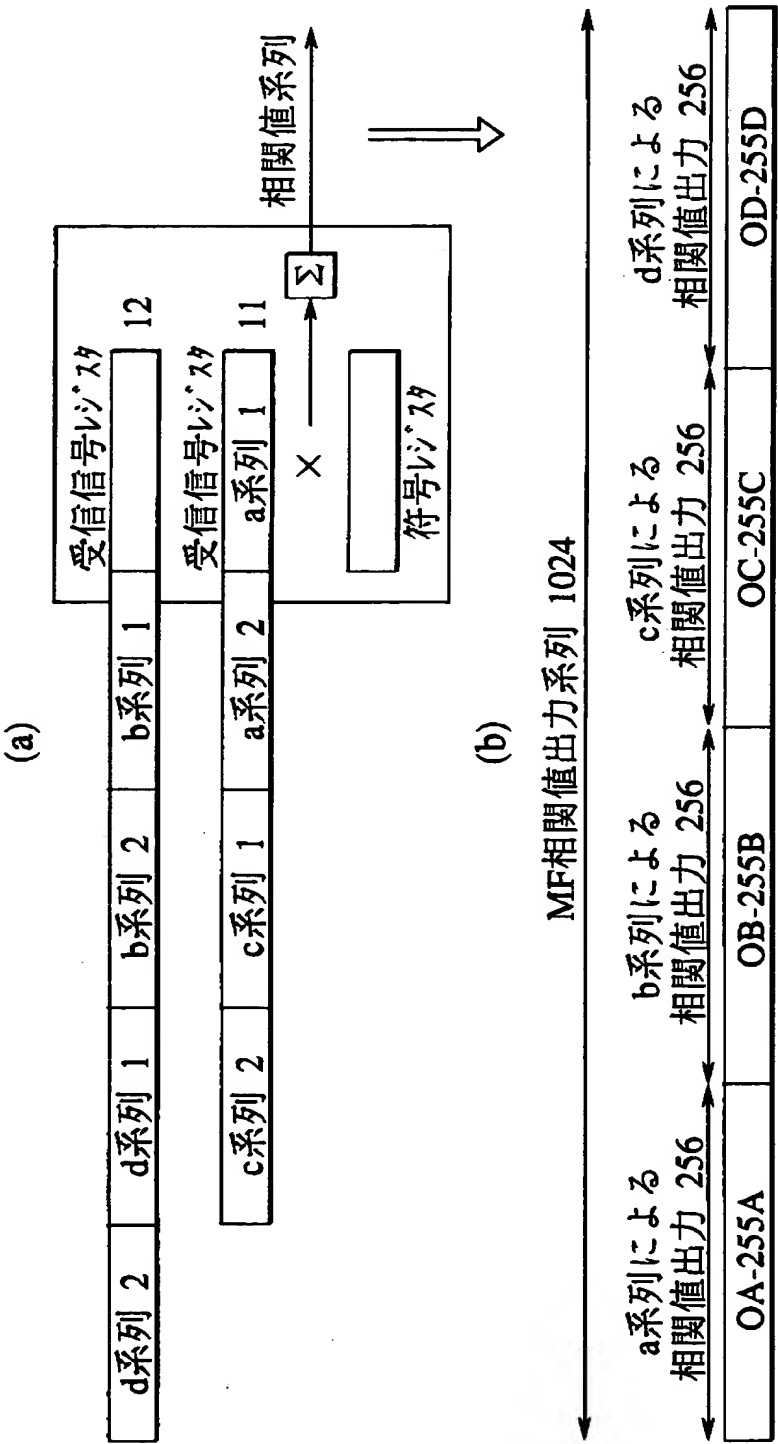 (a)
受信信号レジスタ 12
d系列 2 d系列 1 b系列 2 b系列 1
受信信号レジスタ 11
c系列 2 c系列 1 a系列 2 a系列 1
×
Σ
相関値系列
符号レジスタ
(b)
MF相関値出力系列 1024
a系列による
相関値出力 256
b系列による
相関値出力 256
c系列による
相関値出力 256
d系列による
相関値出力 256
OA-255A OB-255B OC-255C OD-255D